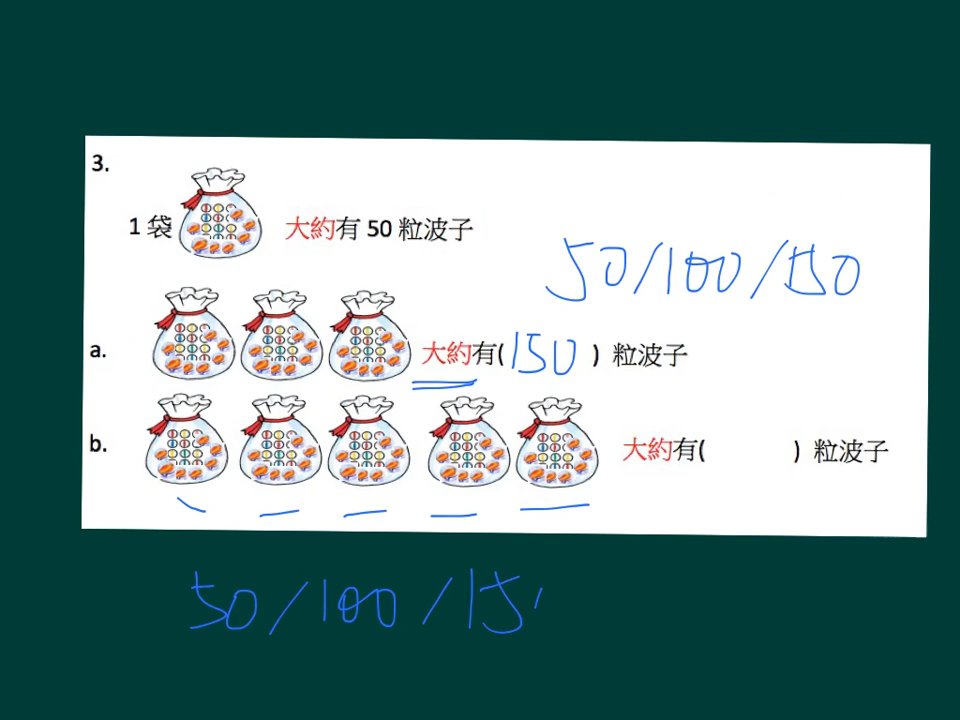 3.
1 袋 大約有 50 粒波子
50/100/150
a. 大約有( 150 ) 粒波子
b. 大約有( ) 粒波子
50/100/15